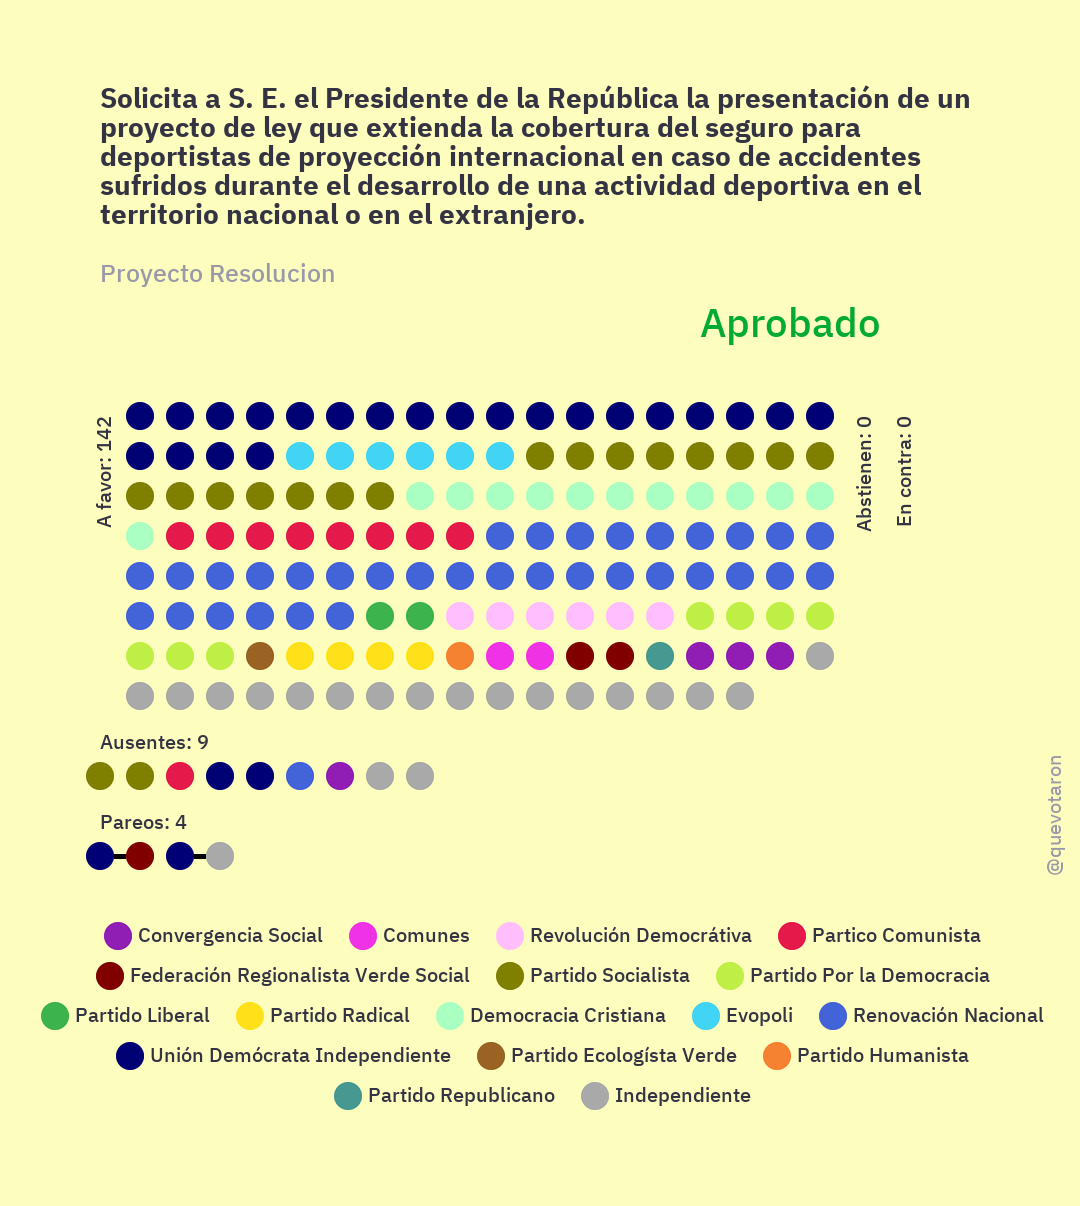 Solicita a S. E. el Presidente de la República la presentación de un
proyecto de ley que extienda la cobertura del seguro para
deportistas de proyección internacional en caso de accidentes
sufridos durante el desarrollo de una actividad deportiva en el
territorio nacional o en el extranjero.
Proyecto Resolucion
Aprobado
A favor: 142
Abstienen: 0
En contra: 0
Ausentes: 9
Pareos: 4
@quevotaron
Convergencia Social Comunes Revolución Democrátiva Partico Comunista
Federación Regionalista Verde Social Partido Socialista Partido Por la Democracia
Partido Liberal Partido Radical Democracia Cristiana Evopoli Renovación Nacional
Unión Demócrata Independiente Partido Ecologísta Verde Partido Humanista
Partido Republicano Independiente